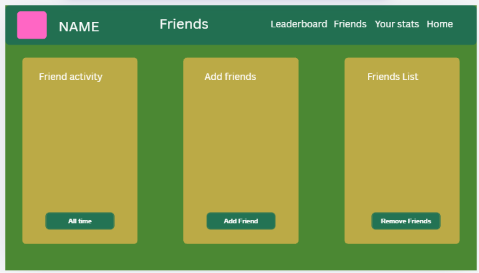 NAME
Friends
Leaderboard Friends Your stats Home
Friend activity
Add friends
Friends List
All time
Add Friend
Remove Friends